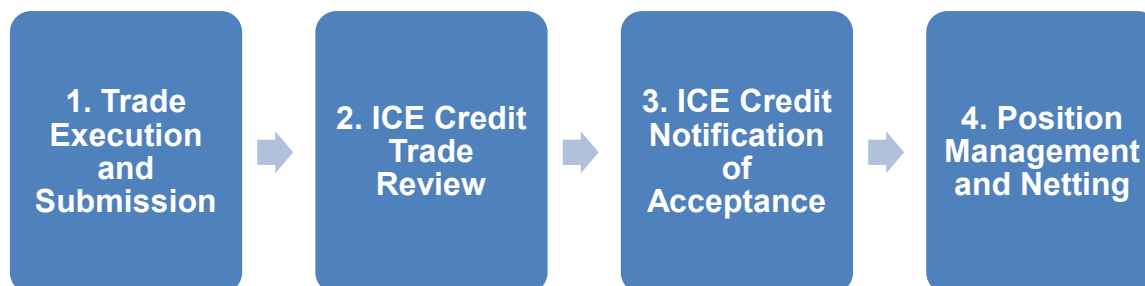 1. Trade
Execution
and
Submission
2. ICE Credit
Trade
Review
3. ICE Credit
Notification
of
Acceptance
4. Position
Management
and Netting